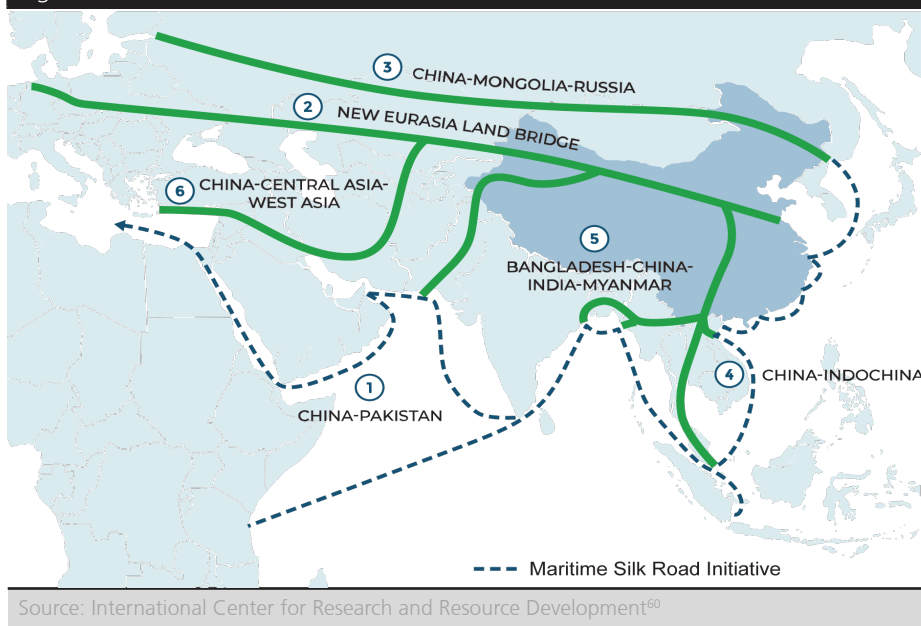 3
CHINA-MONGOLIA-RUSSIA
2
NEW EURASIA LAND BRIDGE
6
CHINA-CENTRAL ASIA-
WEST ASIA
5
BANGLADESH-CHINA-
INDIA-MYANMAR
4
CHINA-INDOCHINA
1
CHINA-PAKISTAN
Maritime Silk Road Initiative
Source: International Center for Research and Resource Development⁶⁰